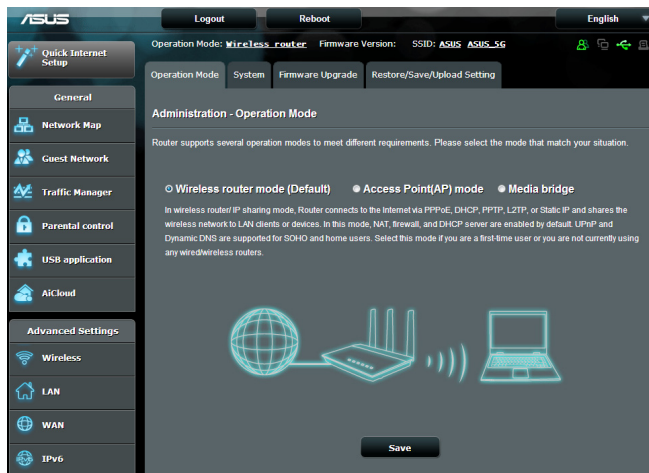 ASUS
Logout
Reboot
English
Quick Internet Setup
Operation Mode: Wireless router Firmware Version: SSID: ASUS ASUS_5G
Operation Mode
System
Firmware Upgrade
Restore/Save/Upload Setting
General
Network Map
Guest Network
Traffic Manager
Parental control
USB application
AiCloud
Advanced Settings
Wireless
LAN
WAN
IPv6
Administration - Operation Mode
Router supports several operation modes to meet different requirements. Please select the mode that match your situation.
Wireless router mode (Default)
Access Point(AP) mode
Media bridge
In wireless router/ IP sharing mode, Router connects to the Internet via PPPoE, DHCP, PPTP, L2TP, or Static IP and shares the
wireless network to LAN clients or devices. In this mode, NAT, firewall, and DHCP server are enabled by default. UPnP and
Dynamic DNS are supported for SOHO and home users. Select this mode if you are a first-time user or you are not currently using
any wired/wireless routers.
Save